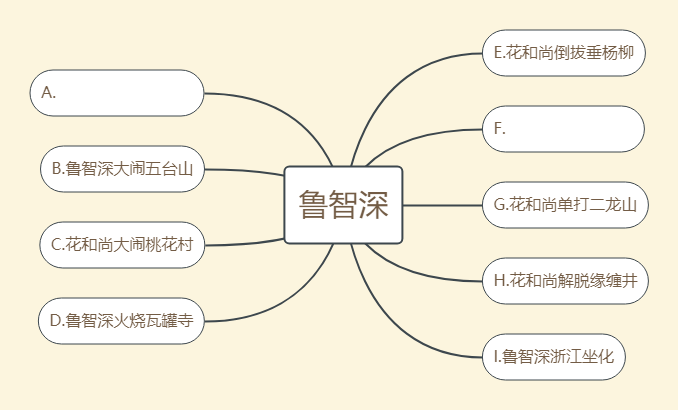 鲁智深
A.
B.鲁智深大闹五台山
C.花和尚大闹桃花村
D.鲁智深火烧瓦罐寺
E.花和尚倒拔垂杨柳
F.
G.花和尚单打二龙山
H.花和尚解脱缘缠井
I.鲁智深浙江坐化